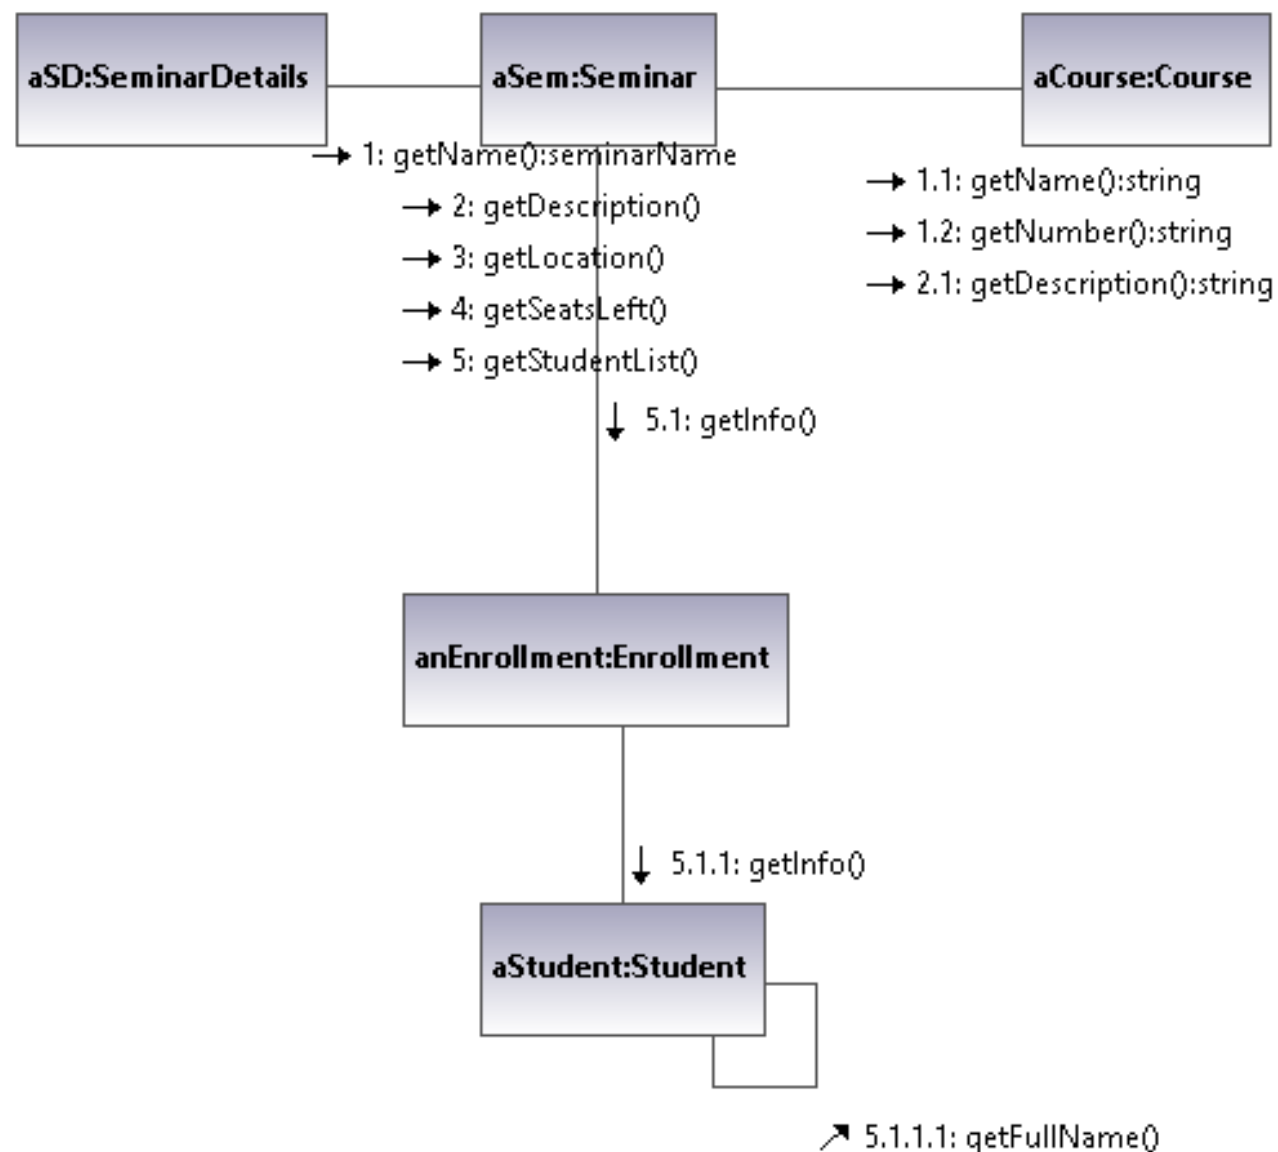 aSD:SeminarDetails
aSem:Seminar
aCourse:Course
1: getName():seminarName
2: getDescription()
3: getLocation()
4: getSeatsLeft()
5: getStudentList()
1.1: getName():string
1.2: getNumber():string
2.1: getDescription():string
5.1: getInfo()
anEnrollment:Enrollment
5.1.1: getInfo()
aStudent:Student
5.1.1.1: getFullName()